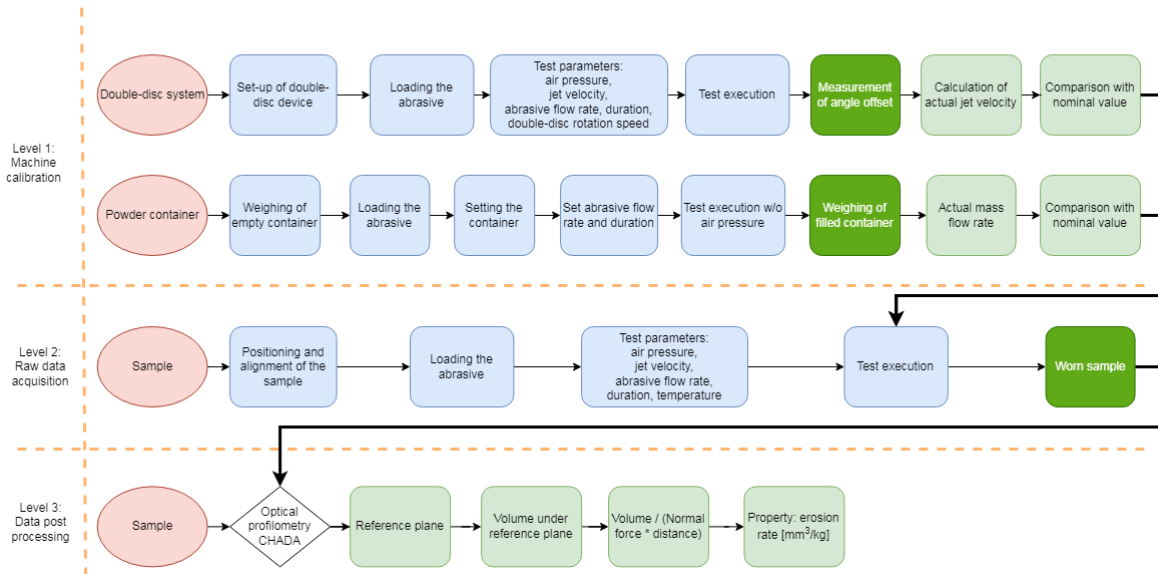 Level 1:
Machine
calibration
Double-disc system
Set-up of double-
disc device
Loading the
abrasive
Test parameters:
air pressure,
jet velocity,
abrasive flow rate, duration,
double-disc rotation speed
Test execution
Measurement
of angle offset
Calculation of
actual jet velocity
Comparison with
nominal value
Powder container
Weighing of
empty container
Loading the
abrasive
Setting the
container
Set abrasive flow
rate and duration
Test execution w/o
air pressure
Weighing of
filled container
Actual mass
flow rate
Comparison with
nominal value
Level 2:
Raw data
acquisition
Sample
Positioning and
alignment of the
sample
Loading the
abrasive
Test parameters:
air pressure,
jet velocity,
abrasive flow rate,
duration, temperature
Test execution
Worn sample
Level 3:
Data post
processing
Sample
Optical
profilometry
CHADA
Reference plane
Volume under
reference plane
Volume / (Normal
force * distance)
Property: erosion
rate [mm³/kg]